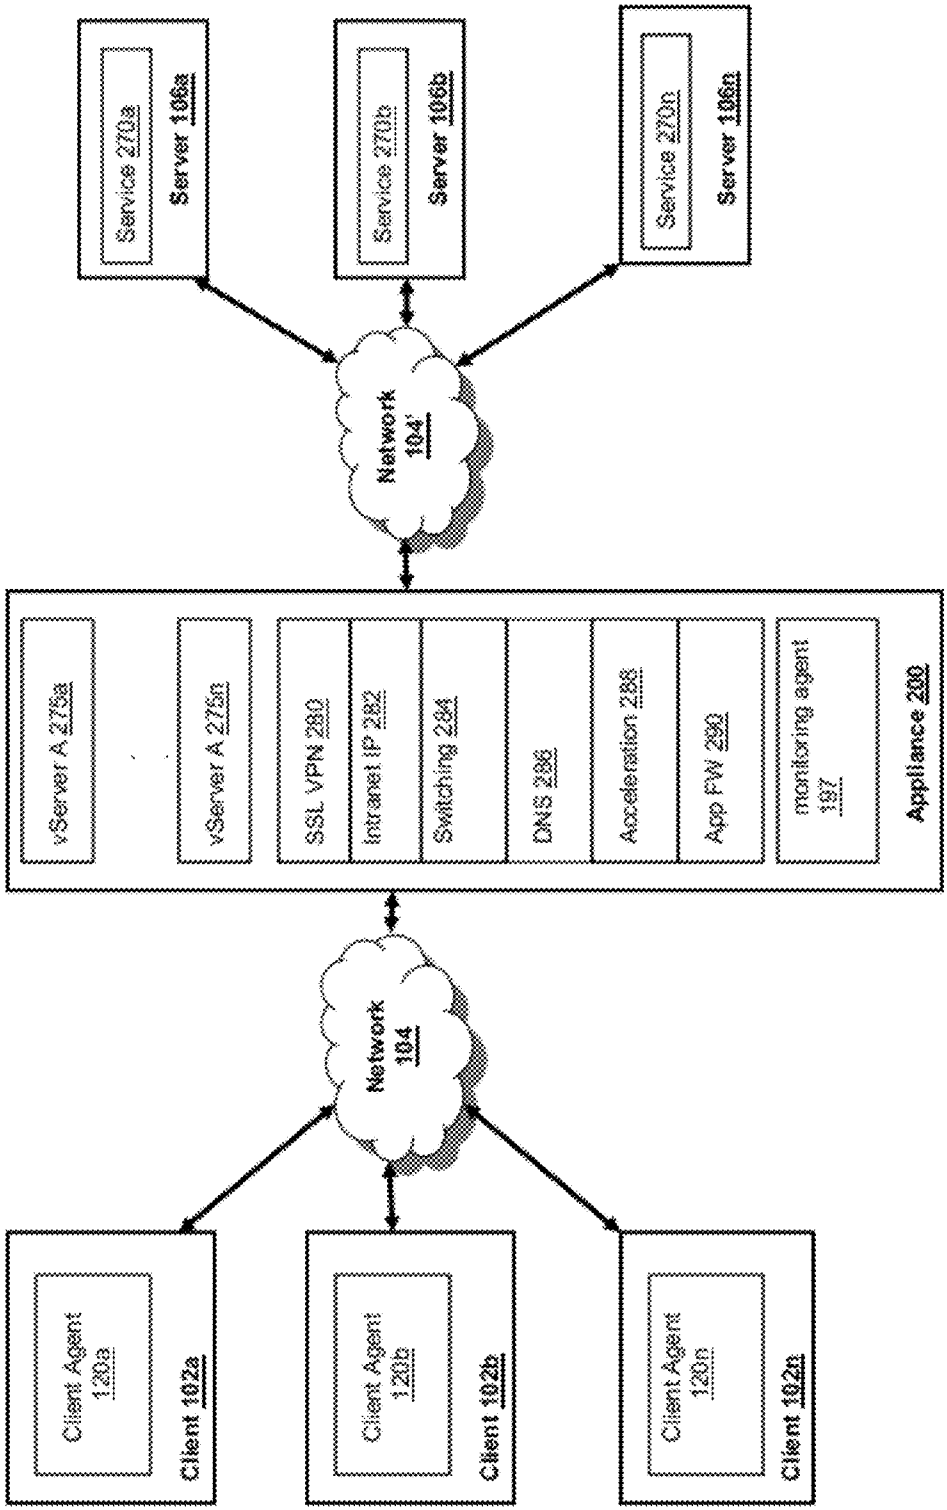 Client Agent
120a
Client 102a
Client Agent
120b
Client 102b
Client Agent
120n
Client 102n
Network
104
vServer A 275a
vServer A 275n
SSL VPN 280
Intranet IP 282
Switching 284
DNS 286
Acceleration 288
App FW 290
monitoring agent
197
Appliance 200
Network
104'
Service 270a
Server 106a
Service 270b
Server 106b
Service 270n
Server 106n